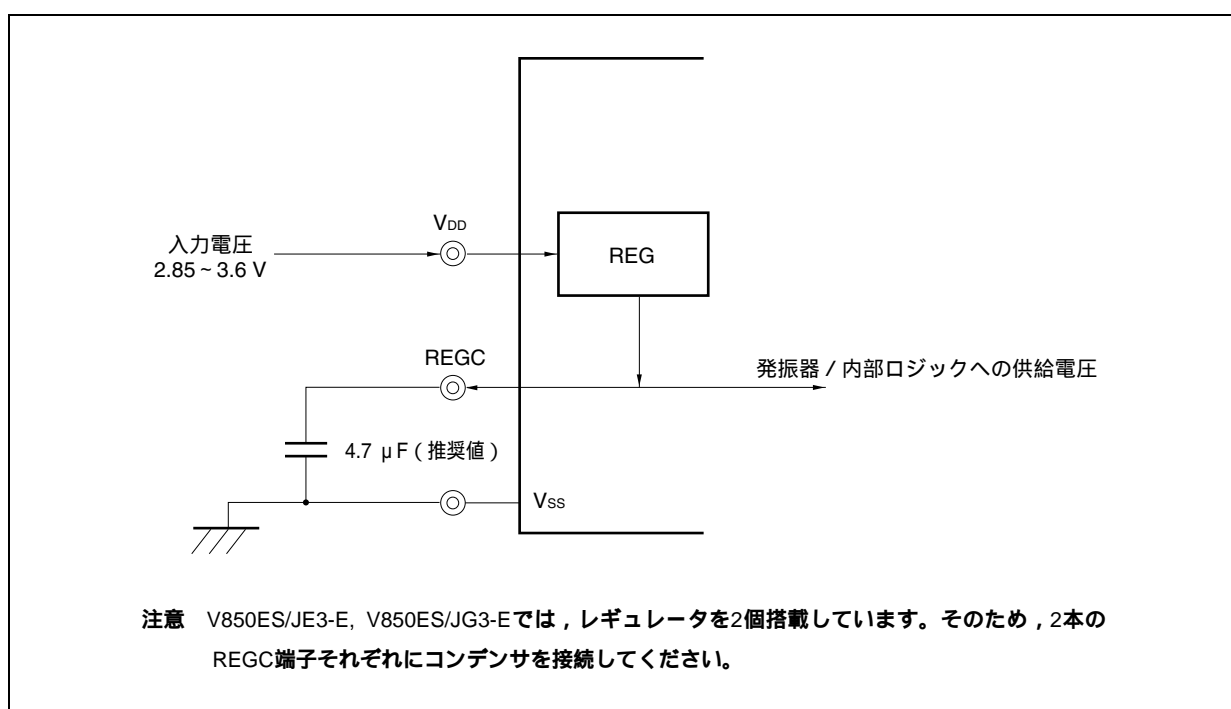 VDD
入力電圧
2.85～3.6 V
REG
REGC
発振器 / 内部ロジックへの供給電圧
4.7 μF（推奨値）
VSS
注意 V850ES/JE3-E, V850ES/JG3-Eでは，レギュレータを2個搭載しています。そのため，2本の
REGC端子それぞれにコンデンサを接続してください。